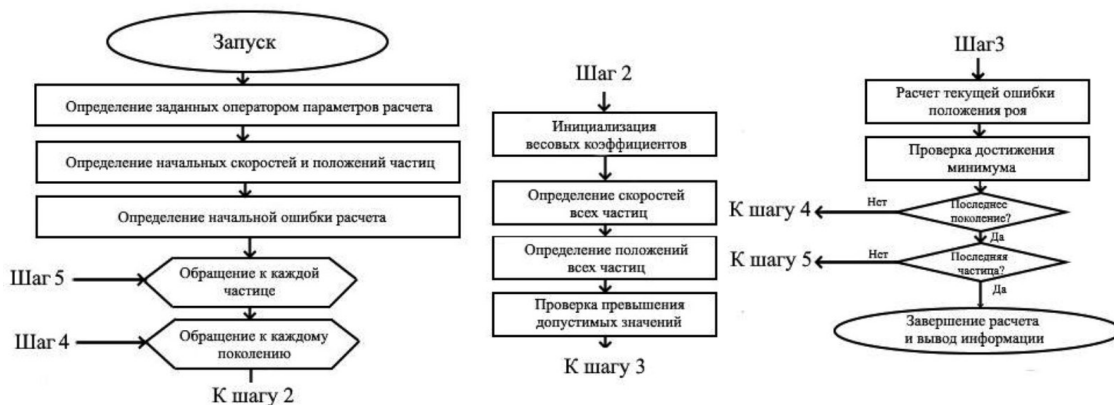 Запуск
Определение заданных оператором параметров расчета
Определение начальных скоростей и положений частиц
Определение начальной ошибки расчета
Шаг 5
Обращение к каждой
частице
Шаг 4
Обращение к каждому
поколению
К шагу 2
Шаг 2
Инициализация
весовых коэффициентов
Определение скоростей
всех частиц
Определение положений
всех частиц
Проверка превышения
допустимых значений
К шагу 3
Шаг3
Расчет текущей ошибки
положения роя
Проверка достижения
минимума
К шагу 4
Нет
Последнее
поколение?
Да
К шагу 5
Нет
Последняя
частица?
Да
Завершение расчета
и вывод информации